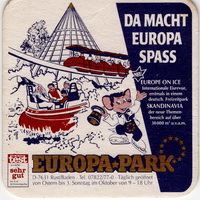 DA MACHT
EUROPA
SPASS
EUROPE ON ICE
Internationale Eisrevue,
erstmals in einem
deutsch. Freizeitpark
SKANDINAVIA
der neue Themen-
bereich auf über
30 000 m² u.v.a.m.
test
sehr
gut
EUROPA-PARK
D-7631 Rust/Baden · Tel. 07822/77-0 · Täglich geöffnet
von Ostern bis 3. Sonntag im Oktober von 9 – 18 Uhr